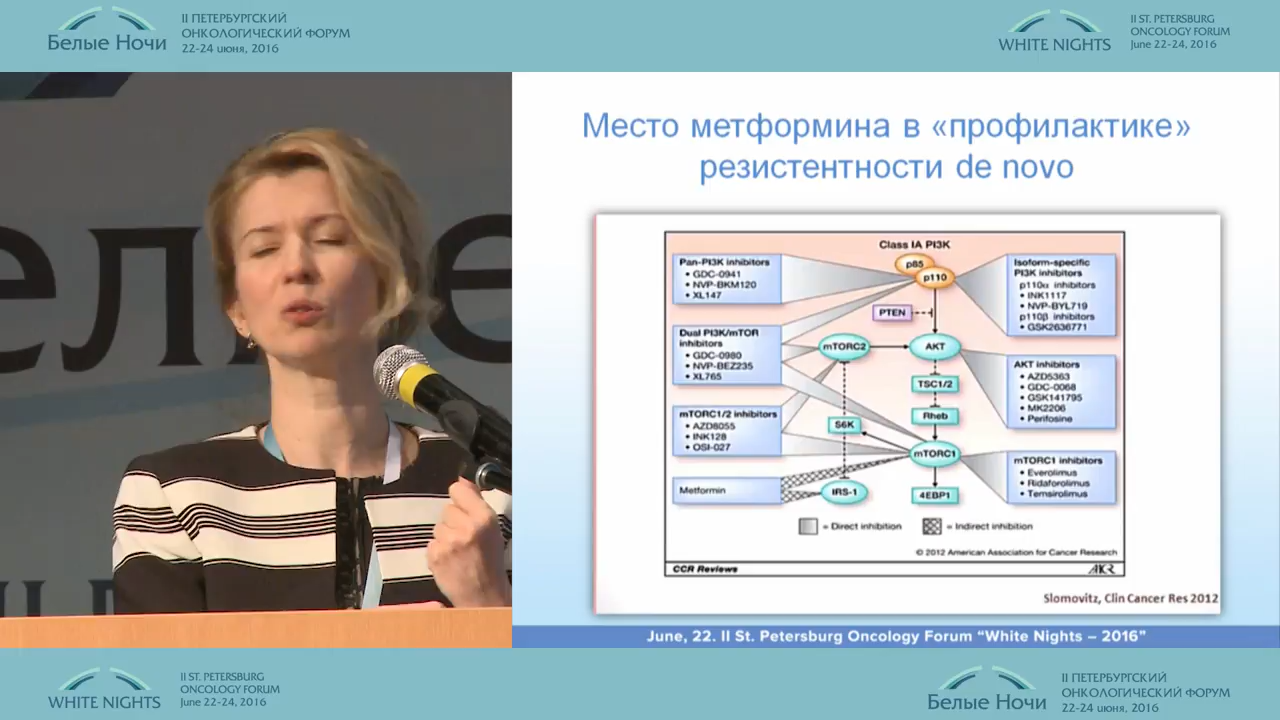 Белые Ночи
II ПЕТЕРБУРГСКИЙ
ОНКОЛОГИЧЕСКИЙ ФОРУМ
22-24 июня, 2016
WHITE NIGHTS
II ST. PETERSBURG
ONCOLOGY FORUM
June 22-24, 2016
Место метформина в «профилактике»
резистентности de novo
Class IA PI3K
p85
p110
Pan-PI3K inhibitors
• GDC-0941
• NVP-BKM120
• XL147
Isoform-specific
PI3K inhibitors
p110α inhibitors
• INK1117
• NVP-BYL719
p110β inhibitors
• GSK2636771
PTEN
Dual PI3K/mTOR
inhibitors
• GDC-0980
• NVP-BEZ235
• XL765
mTORC2
AKT
TSC1/2
AKT inhibitors
• AZD5363
• GDC-0068
• GSK141795
• MK2206
• Perifosine
mTORC1/2 inhibitors
• AZD8055
• INK128
• OSI-027
S6K
Rheb
mTORC1
mTORC1 inhibitors
• Everolimus
• Ridaforolimus
• Temsirolimus
Metformin
IRS-1
4EBP1
= Direct inhibition
= Indirect inhibition
© 2012 American Association for Cancer Research
CCR Reviews
Slomovitz, Clin Cancer Res 2012
June, 22. II St. Petersburg Oncology Forum “White Nights – 2016”
WHITE NIGHTS
II ST. PETERSBURG
ONCOLOGY FORUM
June 22-24, 2016
Белые Ночи
II ПЕТЕРБУРГСКИЙ
ОНКОЛОГИЧЕСКИЙ ФОРУМ
22-24 июня, 2016